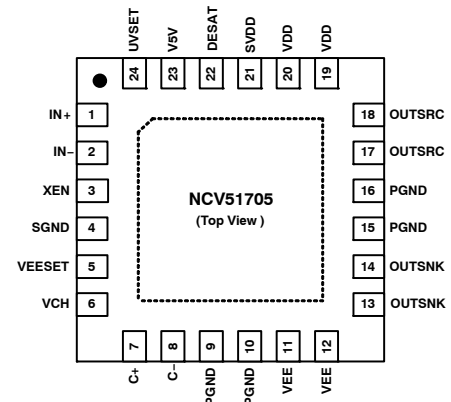 UVSET
V5V
DESAT
SVDD
VDD
VDD
24
23
22
21
20
19
IN+ 1
IN− 2
XEN 3
SGND 4
VEESET 5
VCH 6
18 OUTSRC
17 OUTSRC
16 PGND
15 PGND
14 OUTSNK
13 OUTSNK
NCV51705
(Top View )
7
8
9
10
11
12
C+
C−
PGND
PGND
VEE
VEE